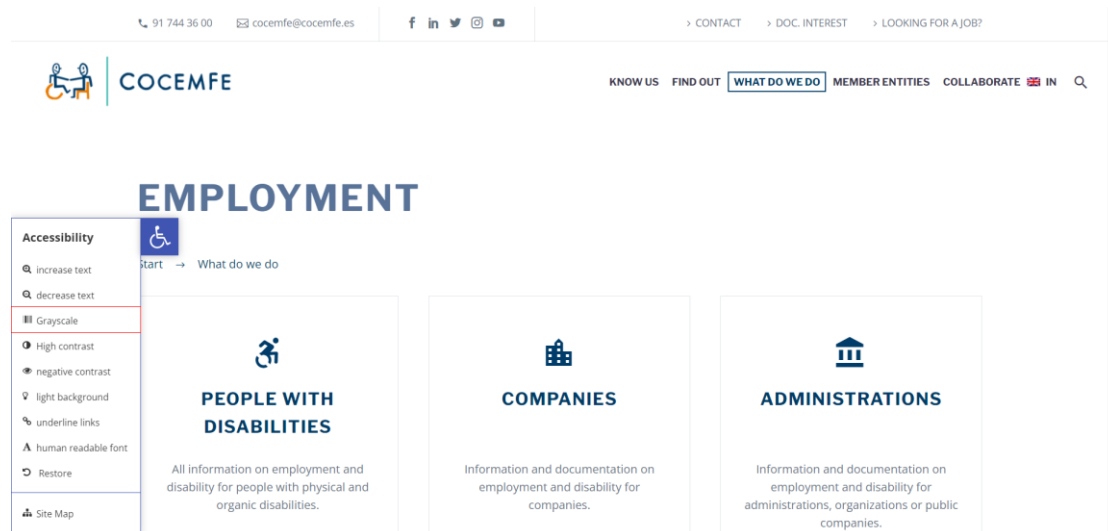 91 744 36 00 cocemfe@cocemfe.es > CONTACT > DOC. INTEREST > LOOKING FOR A JOB?
COCEMFE
KNOW US FIND OUT WHAT DO WE DO MEMBER ENTITIES COLLABORATE IN
EMPLOYMENT
Start → What do we do
Accessibility
increase text
decrease text
Grayscale
High contrast
negative contrast
light background
underline links
human readable font
Restore
Site Map
PEOPLE WITH
DISABILITIES
All information on employment and
disability for people with physical and
organic disabilities.
COMPANIES
Information and documentation on
employment and disability for
companies.
ADMINISTRATIONS
Information and documentation on
employment and disability for
administrations, organizations or public
companies.